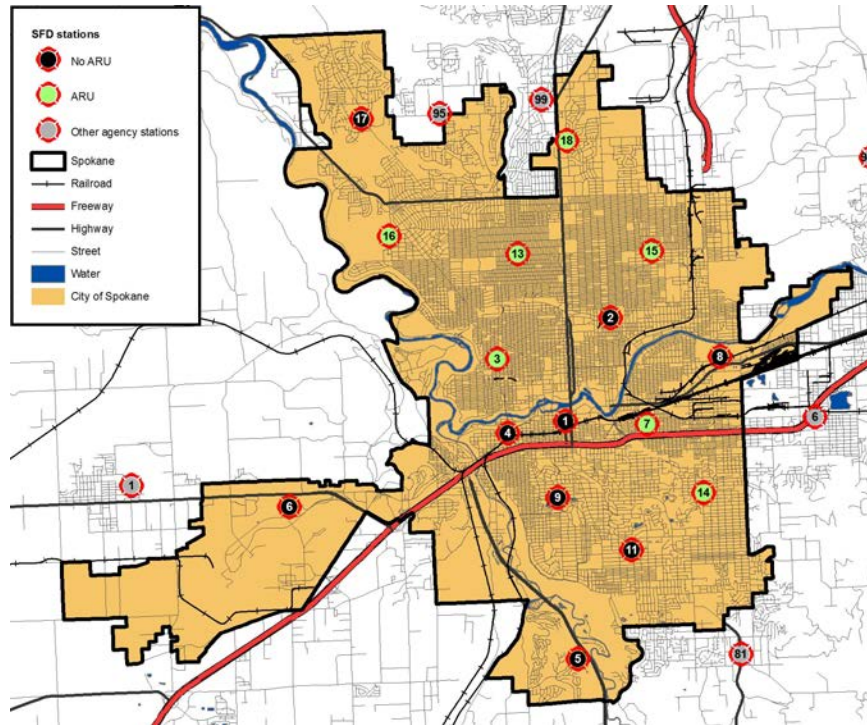 SFD stations
No ARU
ARU
Other agency stations
Spokane
Railroad
Freeway
Highway
Street
Water
City of Spokane
95
99
17
18
16
13
15
2
3
8
1
7
6
4
1
14
9
6
11
81
5